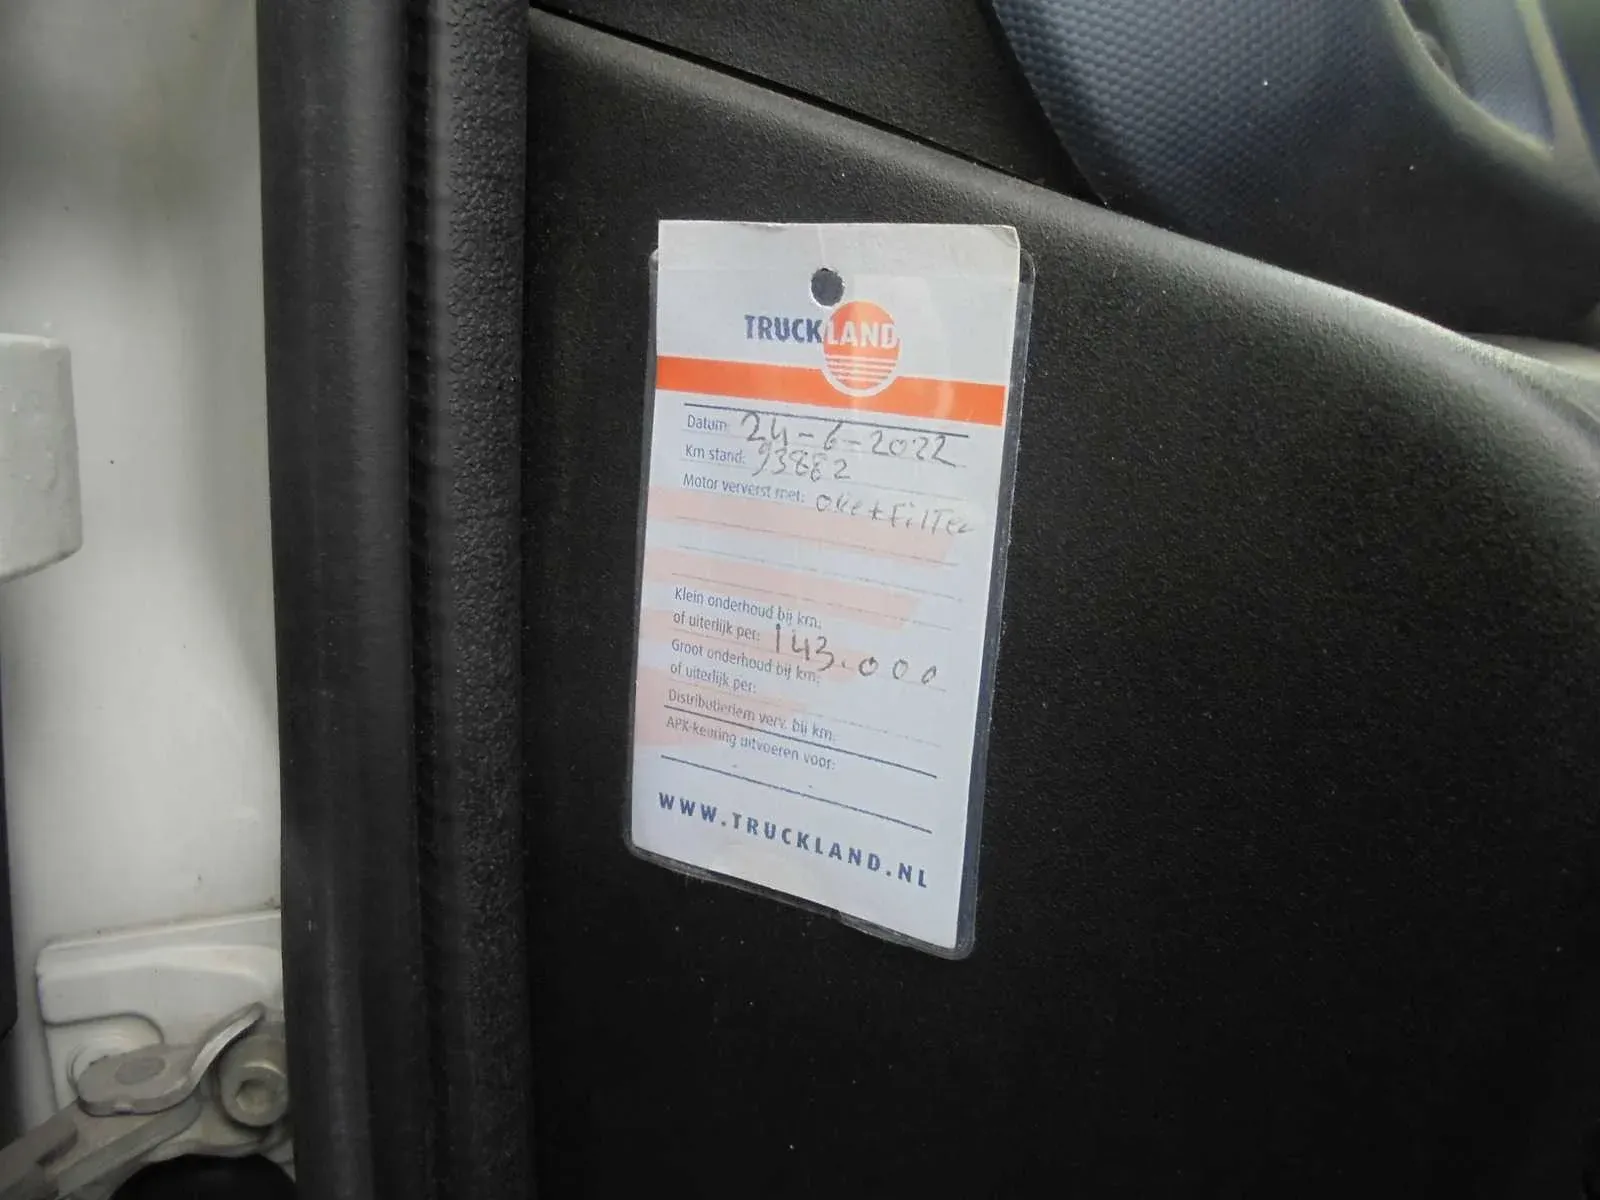 TRUCKLAND
Datum: 24-6-2022
Km stand: 93882
Motor ververst met: olie+Filter
Klein onderhoud bij km:
of uiterlijk per: 143.000
Groot onderhoud bij km:
of uiterlijk per:
Distributieriem verv. bij km.
APK-keuring uitvoeren voor:
WWW.TRUCKLAND.NL